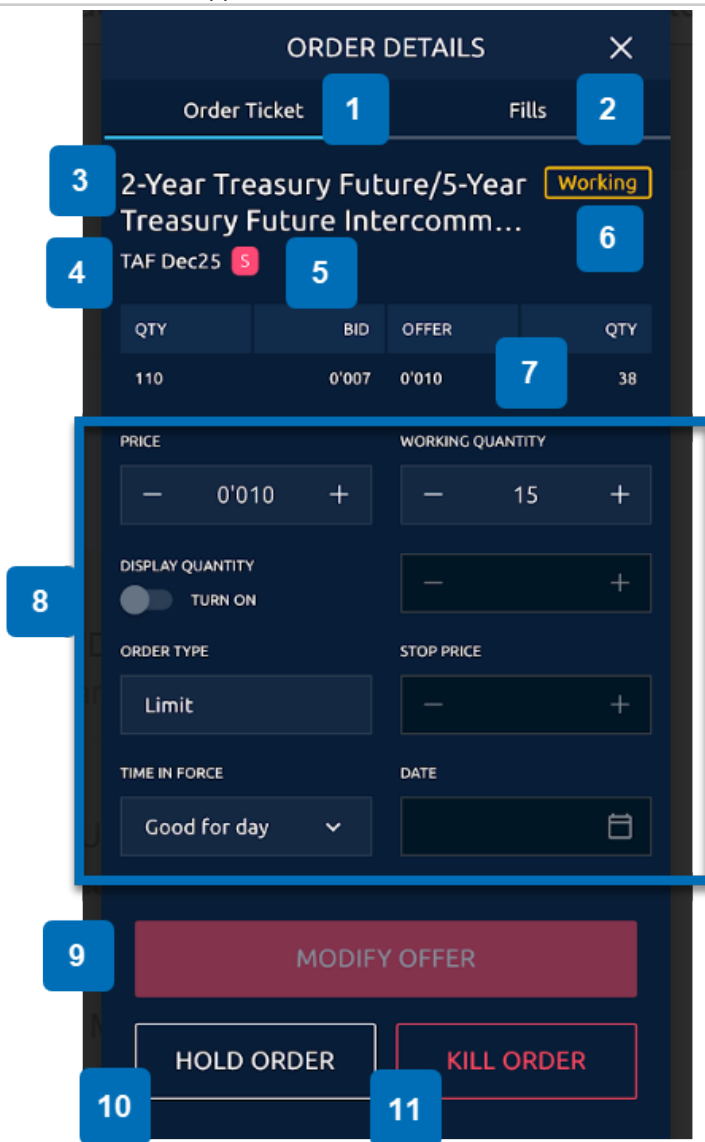 ORDER DETAILS
Order Ticket 1 Fills 2
3 2-Year Treasury Future/5-Year Working
Treasury Future Intercomm... 6
4 TAF Dec25 S 5
QTY BID OFFER QTY
110 0'007 0'010 7 38
PRICE WORKING QUANTITY
− 0'010 + − 15 +
DISPLAY QUANTITY
8 TURN ON − +
ORDER TYPE STOP PRICE
Limit − +
TIME IN FORCE DATE
Good for day
9 MODIFY OFFER
HOLD ORDER KILL ORDER
10 11